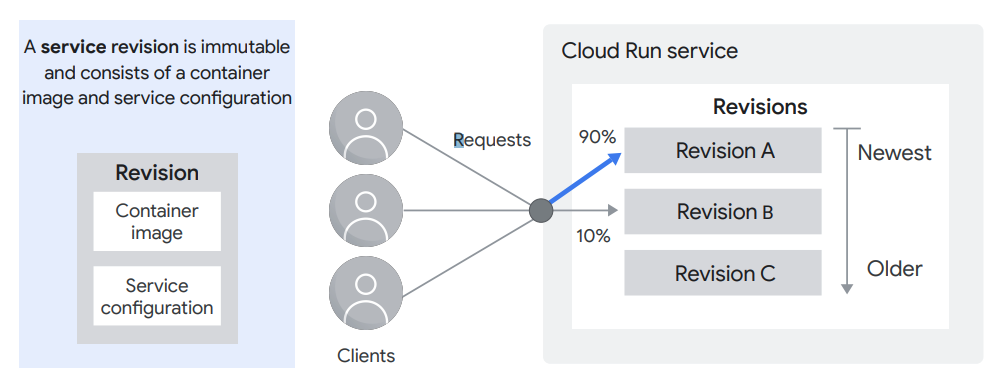 A service revision is immutable
and consists of a container
image and service configuration
Revision
Container
image
Service
configuration
Requests
Clients
Cloud Run service
Revisions
90%
Revision A
Newest
Revision B
10%
Revision C
Older